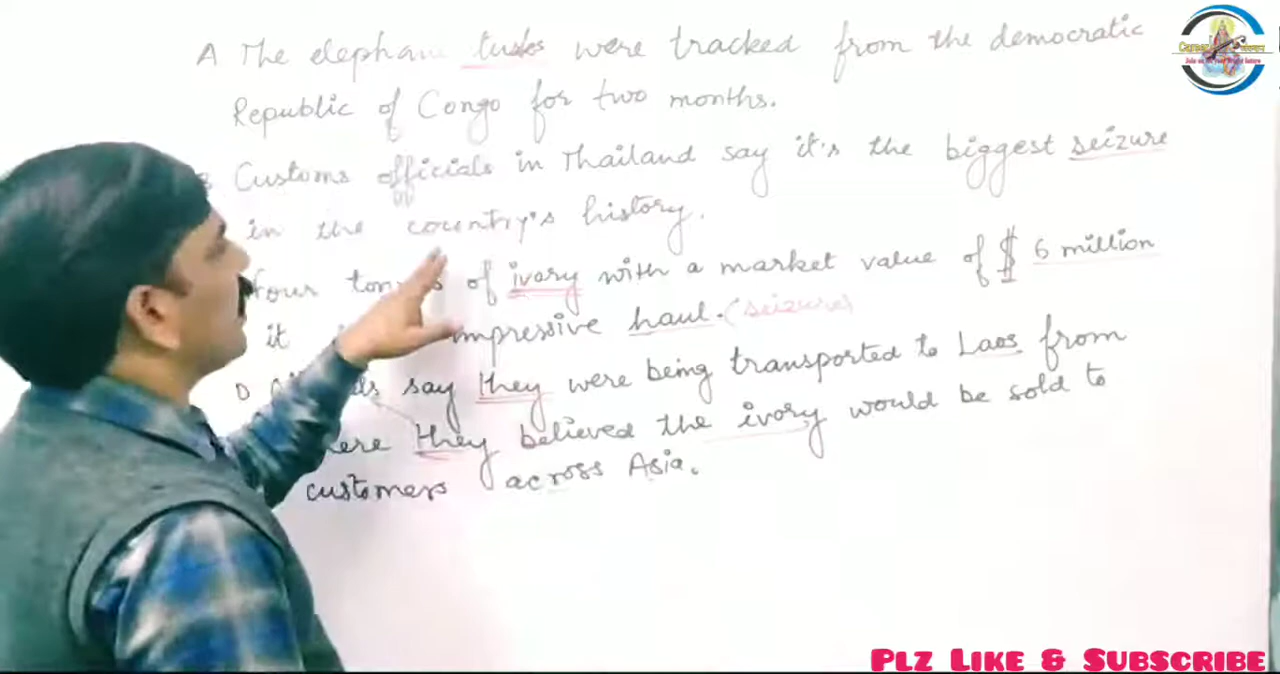 A The elephan tusks were tracked from the democratic
Republic of Congo for two months.
Customs officials in Thailand say it's the biggest seizure
in the country's history.
Four of ivory with a market value of $ 6 million
it impressive haul. (seizure)
D say they were being transported to Laos from
they believed the ivory would be sold to
customers across Asia.
Career
Plz Like & Subscribe